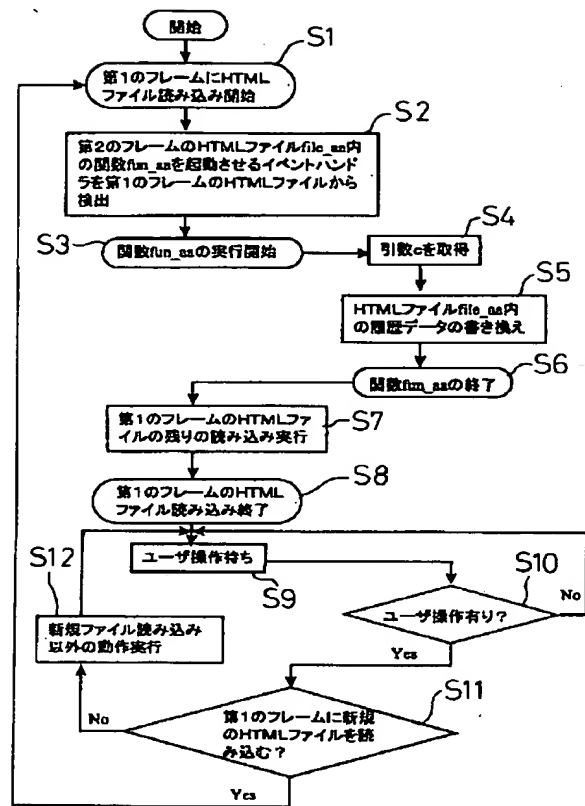 開始
S1
第1のフレームにHTML
ファイル読み込み開始
S2
第2のフレームのHTMLファイルfile_aa内
の関数fun_aaを起動させるイベントハンド
ラを第1のフレームのHTMLファイルから
検出
S3
関数fun_aaの実行開始
S4
引数cを取得
S5
HTMLファイルfile_aa内
の履歴データの書き換え
S6
関数fun_aaの終了
S7
第1のフレームのHTMLファ
イルの残りの読み込み実行
S8
第1のフレームのHTML
ファイル読み込み終了
S9
ユーザ操作待ち
S10
ユーザ操作有り?
No
Yes
S11
第1のフレームに新規
のHTMLファイルを読
み込む?
No
Yes
S12
新規ファイル読み込み
以外の動作実行